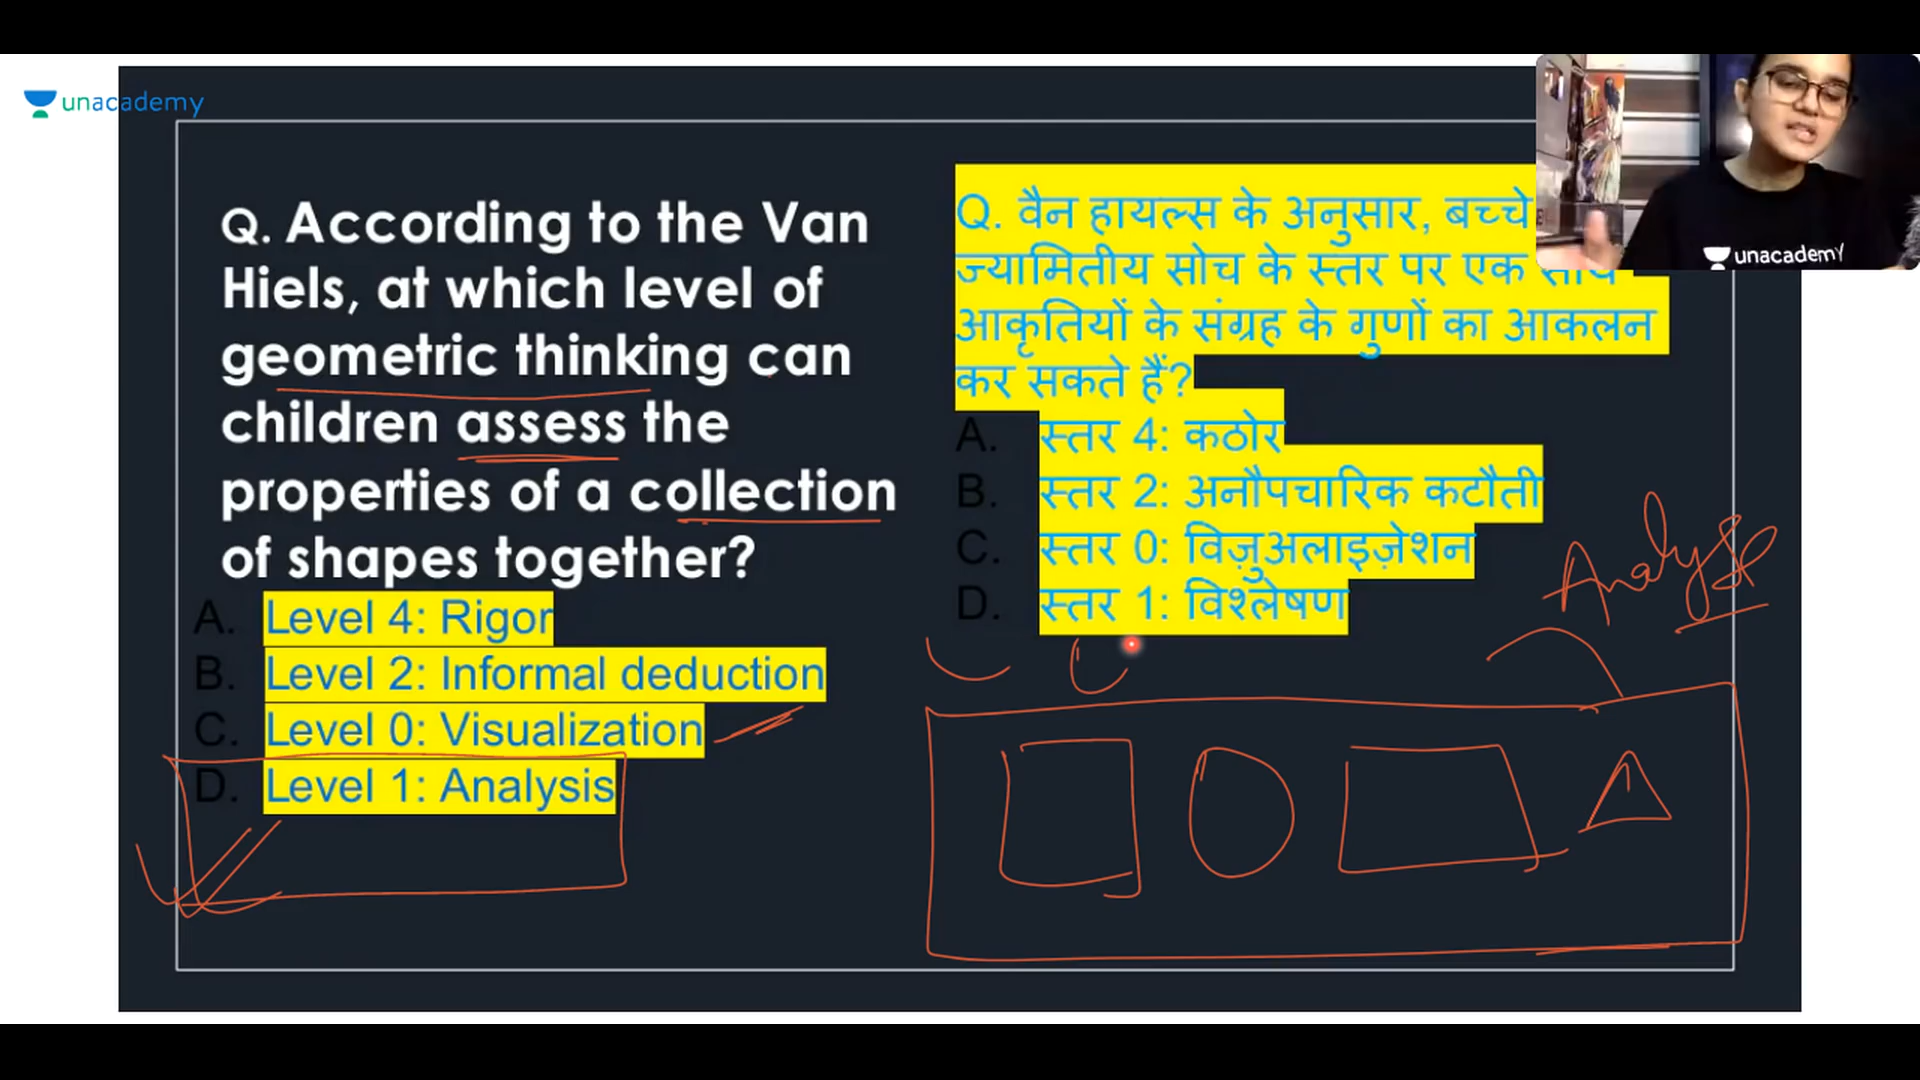 unacademy
Q. According to the Van
Hiels, at which level of
geometric thinking can
children assess the
properties of a collection
of shapes together?
A. Level 4: Rigor
B. Level 2: Informal deduction
C. Level 0: Visualization
D. Level 1: Analysis
Q. वैन हायल्स के अनुसार, बच्चे
ज्यामितीय सोच के स्तर पर एक साथ
आकृतियों के संग्रह के गुणों का आकलन
कर सकते हैं?
A. स्तर 4: कठोर
B. स्तर 2: अनौपचारिक कटौती
C. स्तर 0: विज़ुअलाइज़ेशन
D. स्तर 1: विश्लेषण
unacademy